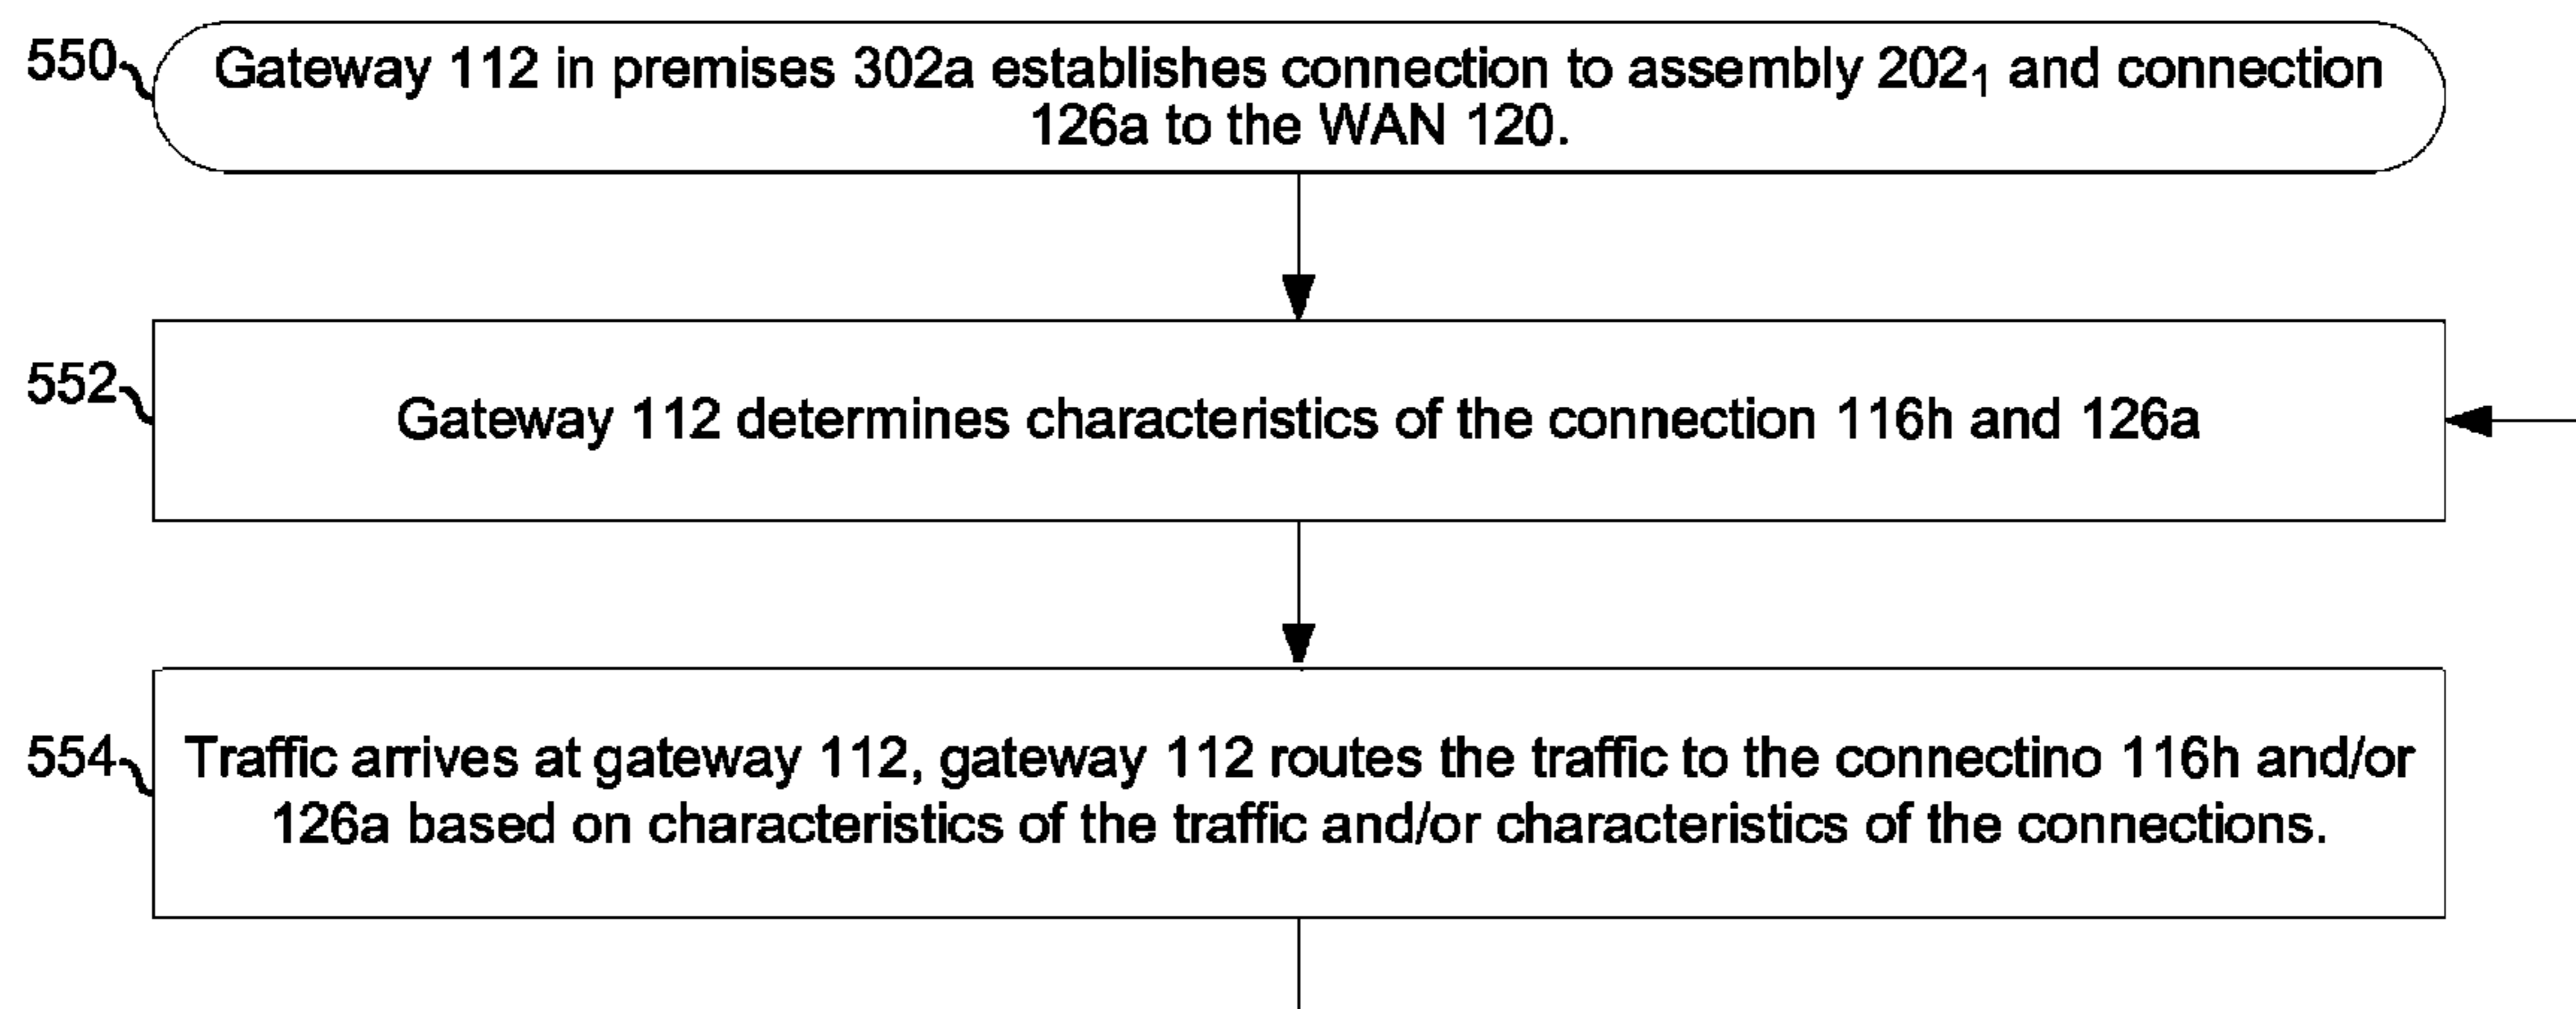 550
Gateway 112 in premises 302a establishes connection to assembly 202₁ and connection
126a to the WAN 120.
552
Gateway 112 determines characteristics of the connection 116h and 126a
554
Traffic arrives at gateway 112, gateway 112 routes the traffic to the connectino 116h and/or
126a based on characteristics of the traffic and/or characteristics of the connections.